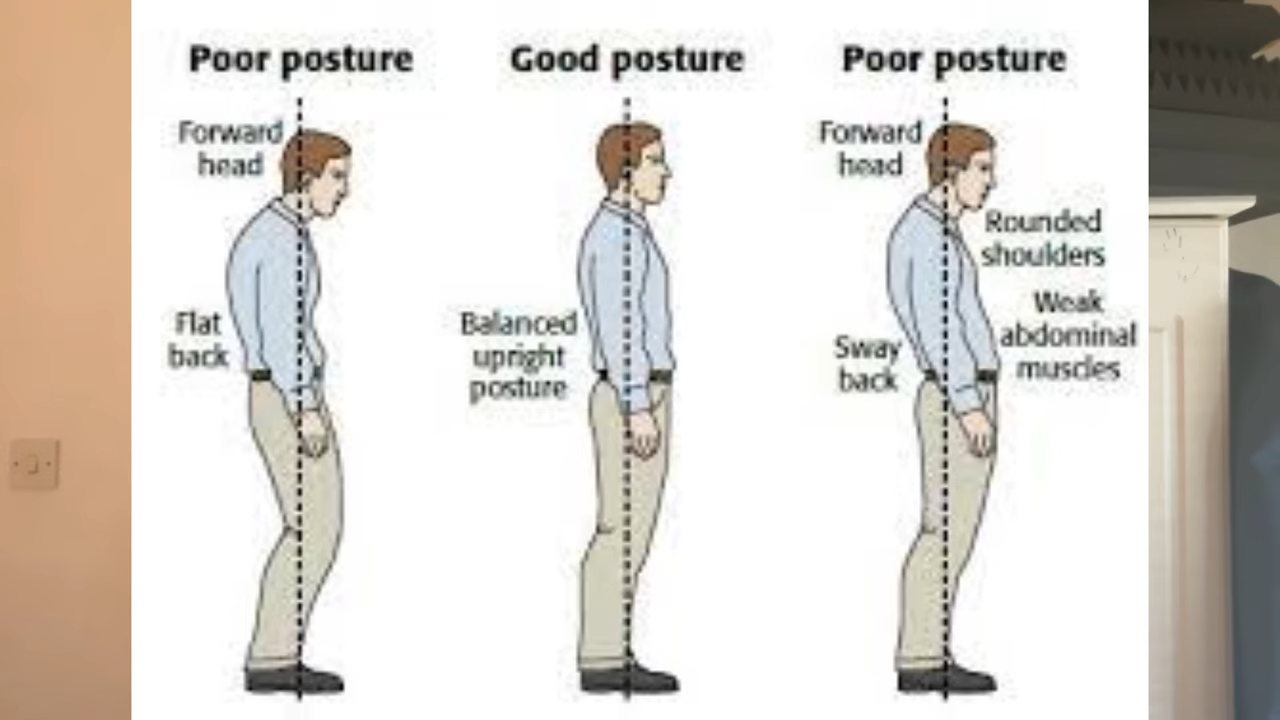 Poor posture
Forward
head
Flat
back
Good posture
Balanced
upright
posture
Poor posture
Forward
head
Rounded
shoulders
Weak
abdominal
muscles
Sway
back